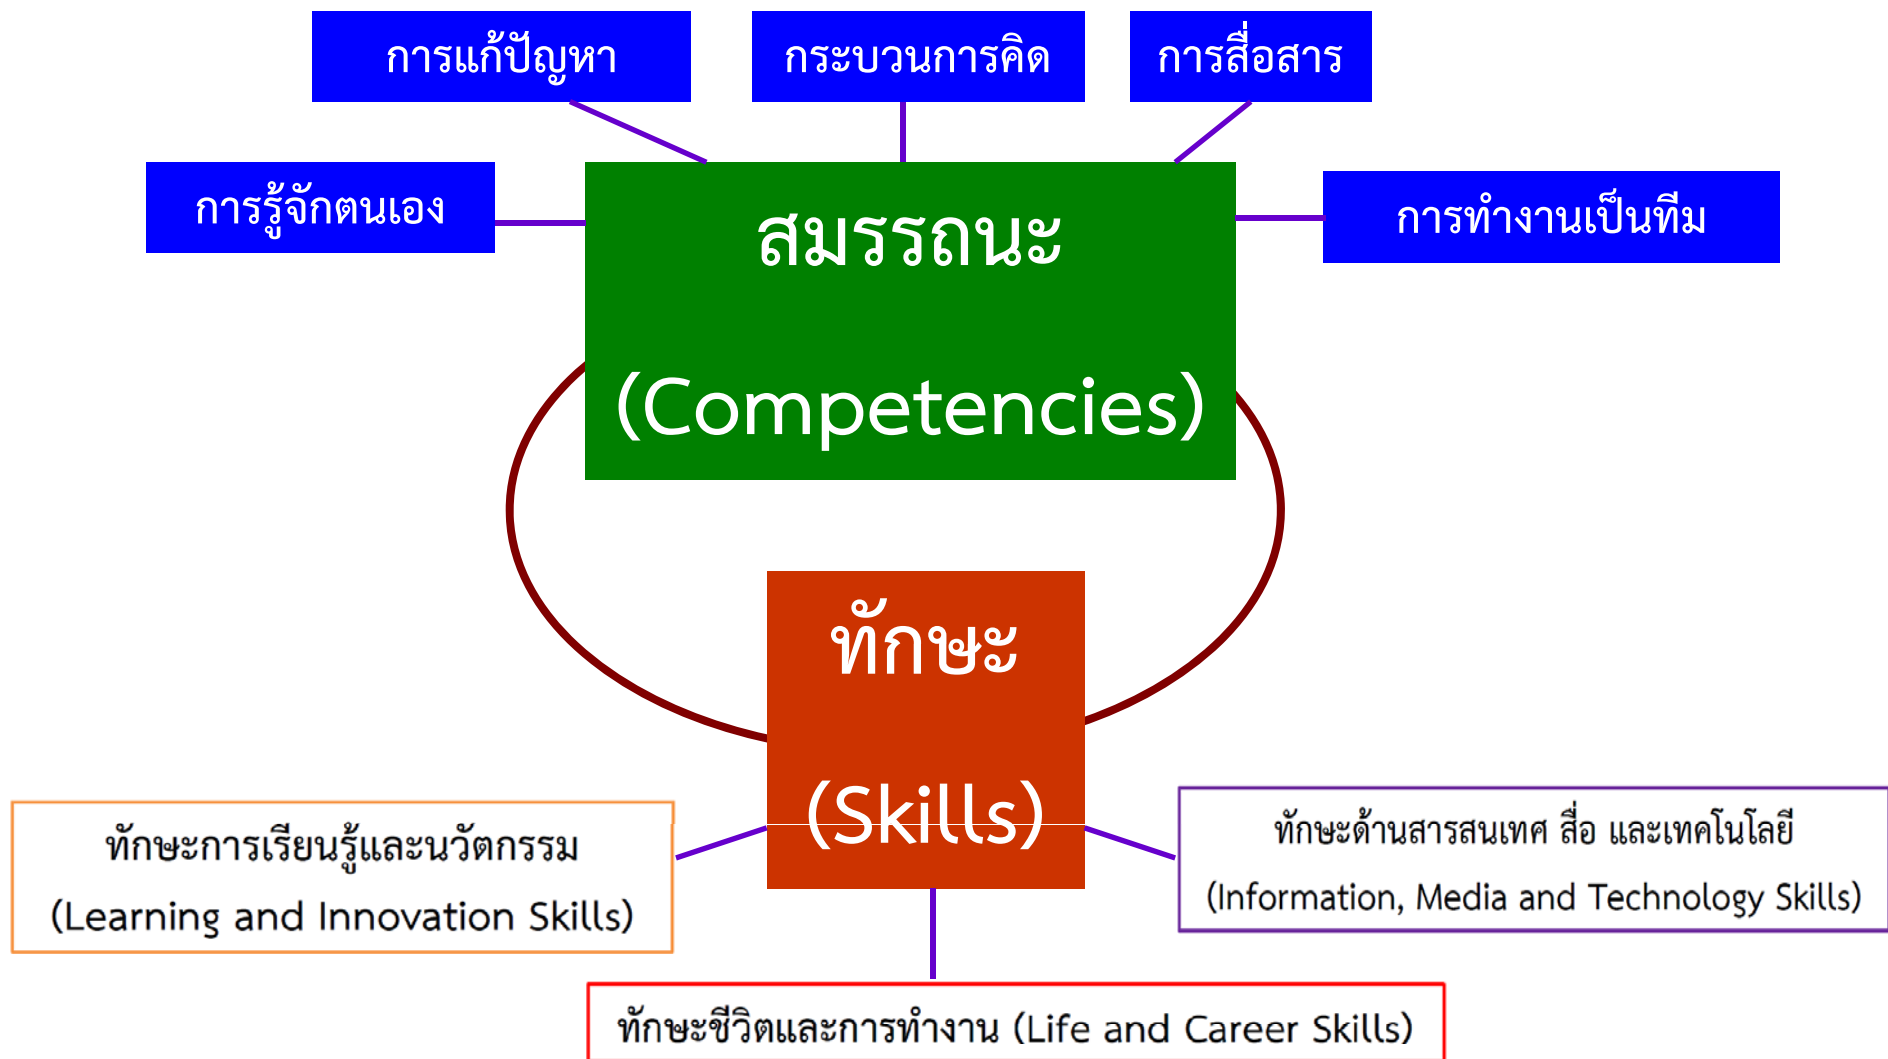 การแก้ปัญหา
กระบวนการคิด
การสื่อสาร
การรู้จักตนเอง
การทำงานเป็นทีม
สมรรถนะ
(Competencies)
ทักษะ
(Skills)
ทักษะการเรียนรู้และนวัตกรรม
(Learning and Innovation Skills)
ทักษะด้านสารสนเทศ สื่อ และเทคโนโลยี
(Information, Media and Technology Skills)
ทักษะชีวิตและการทำงาน (Life and Career Skills)